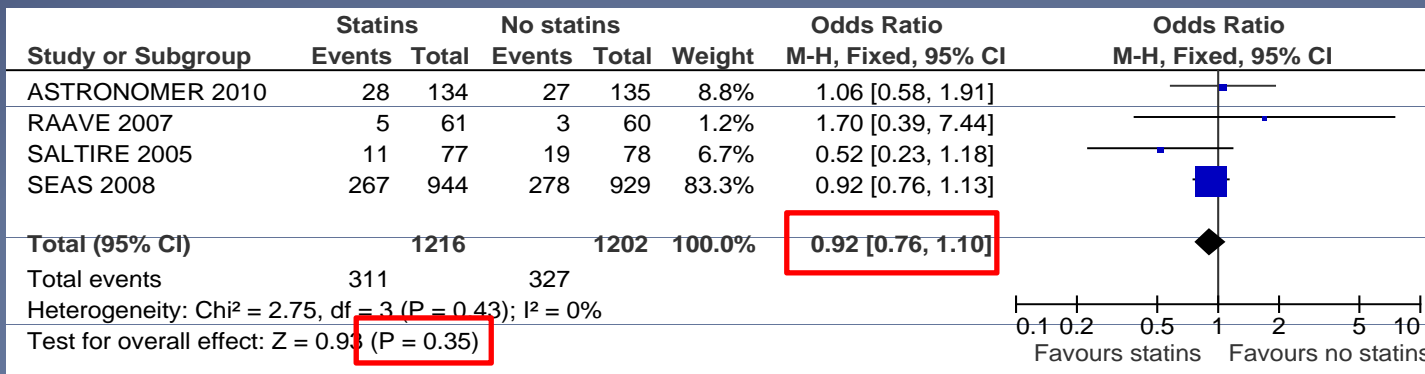 Statins No statins Odds Ratio Odds Ratio
Study or Subgroup Events Total Events Total Weight M-H, Fixed, 95% CI M-H, Fixed, 95% CI
ASTRONOMER 2010 28 134 27 135 8.8% 1.06 [0.58, 1.91]
RAAVE 2007 5 61 3 60 1.2% 1.70 [0.39, 7.44]
SALTIRE 2005 11 77 19 78 6.7% 0.52 [0.23, 1.18]
SEAS 2008 267 944 278 929 83.3% 0.92 [0.76, 1.13]
Total (95% CI) 1216 1202 100.0% 0.92 [0.76, 1.10]
Total events 311 327
Heterogeneity: Chi² = 2.75, df = 3 (P = 0.43); I² = 0%
Test for overall effect: Z = 0.93 (P = 0.35)
0.1 0.2 0.5 1 2 5 10
Favours statins Favours no statins